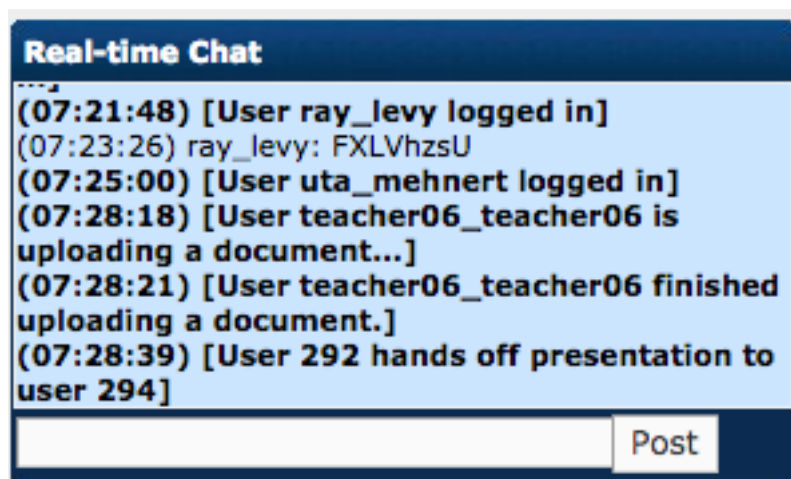 Real-time Chat
...]
(07:21:48) [User ray_levy logged in]
(07:23:26) ray_levy: FXLVhzsU
(07:25:00) [User uta_mehnert logged in]
(07:28:18) [User teacher06_teacher06 is
uploading a document...]
(07:28:21) [User teacher06_teacher06 finished
uploading a document.]
(07:28:39) [User 292 hands off presentation to
user 294]
Post